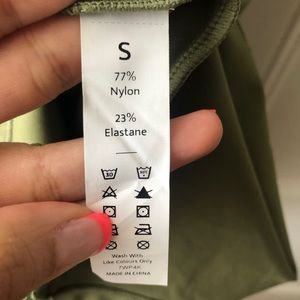 S
77%
Nylon
23%
Elastane
Wash With
Like Colours Only
MADE IN CHINA